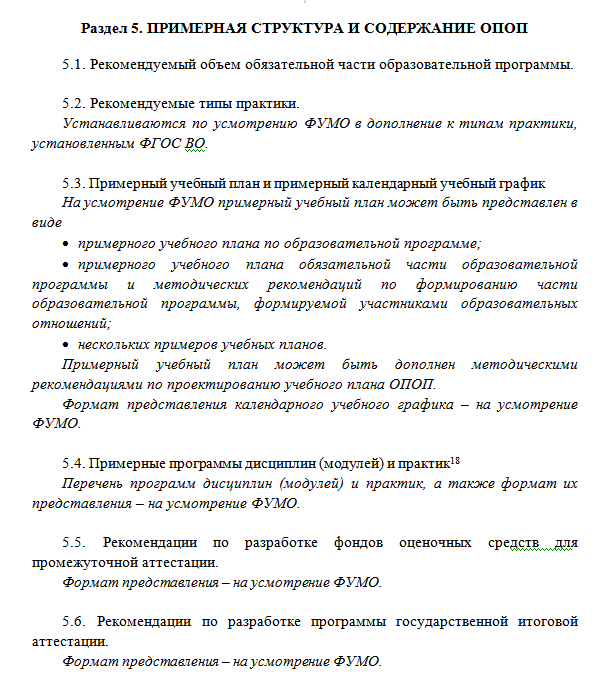 Раздел 5. ПРИМЕРНАЯ СТРУКТУРА И СОДЕРЖАНИЕ ОПОП
5.1. Рекомендуемый объем обязательной части образовательной программы.
5.2. Рекомендуемые типы практики.
Устанавливаются по усмотрению ФУМО в дополнение к типам практики,
установленным ФГОС ВО.
5.3. Примерный учебный план и примерный календарный учебный график
На усмотрение ФУМО примерный учебный план может быть представлен в
виде
• примерного учебного плана по образовательной программе;
• примерного учебного плана обязательной части образовательной
программы и методических рекомендаций по формированию части
образовательной программы, формируемой участниками образовательных
отношений;
• нескольких примеров учебных планов.
Примерный учебный план может быть дополнен методическими
рекомендациями по проектированию учебного плана ОПОП.
Формат представления календарного учебного графика – на усмотрение
ФУМО.
5.4. Примерные программы дисциплин (модулей) и практик18
Перечень программ дисциплин (модулей) и практик, а также формат их
представления – на усмотрение ФУМО.
5.5. Рекомендации по разработке фондов оценочных средств для
промежуточной аттестации.
Формат представления – на усмотрение ФУМО.
5.6. Рекомендации по разработке программы государственной итоговой
аттестации.
Формат представления – на усмотрение ФУМО.